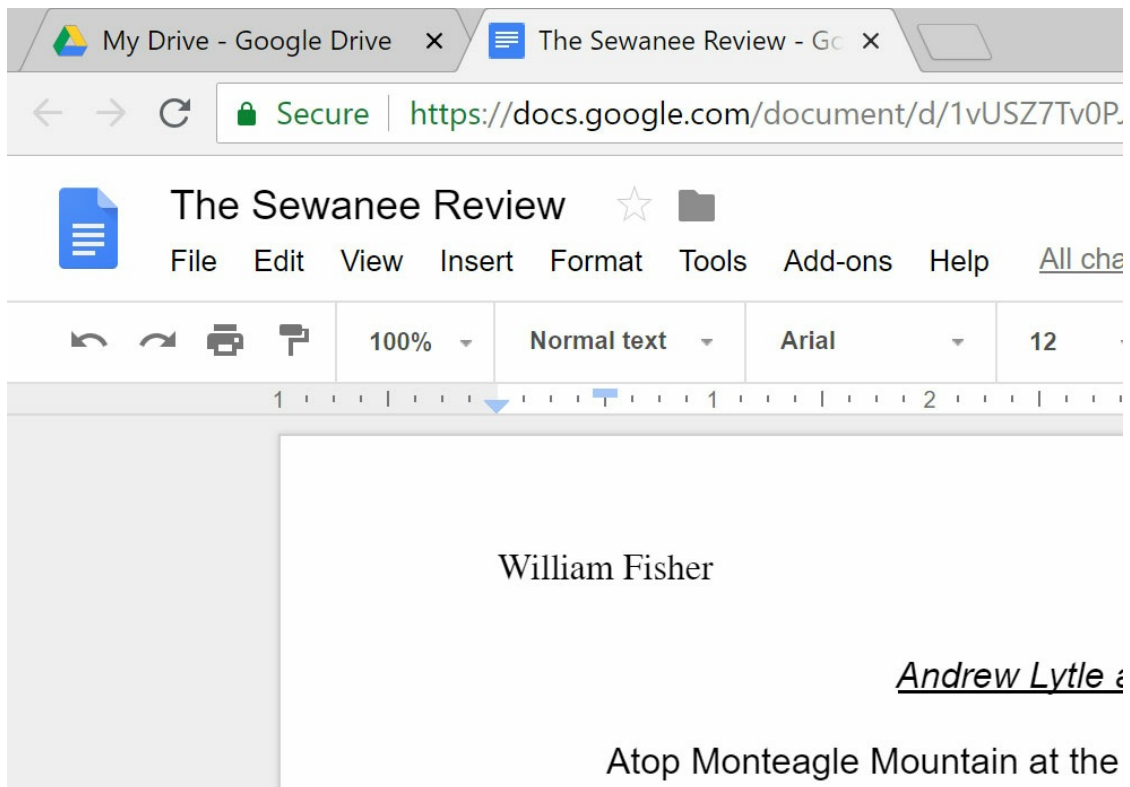 My Drive - Google Drive
The Sewanee Review - Go
Secure https://docs.google.com/document/d/1vUSZ7Tv0PJ
The Sewanee Review
File Edit View Insert Format Tools Add-ons Help All cha
100% Normal text Arial 12
1 1 2
William Fisher
Andrew Lytle a
Atop Monteagle Mountain at the